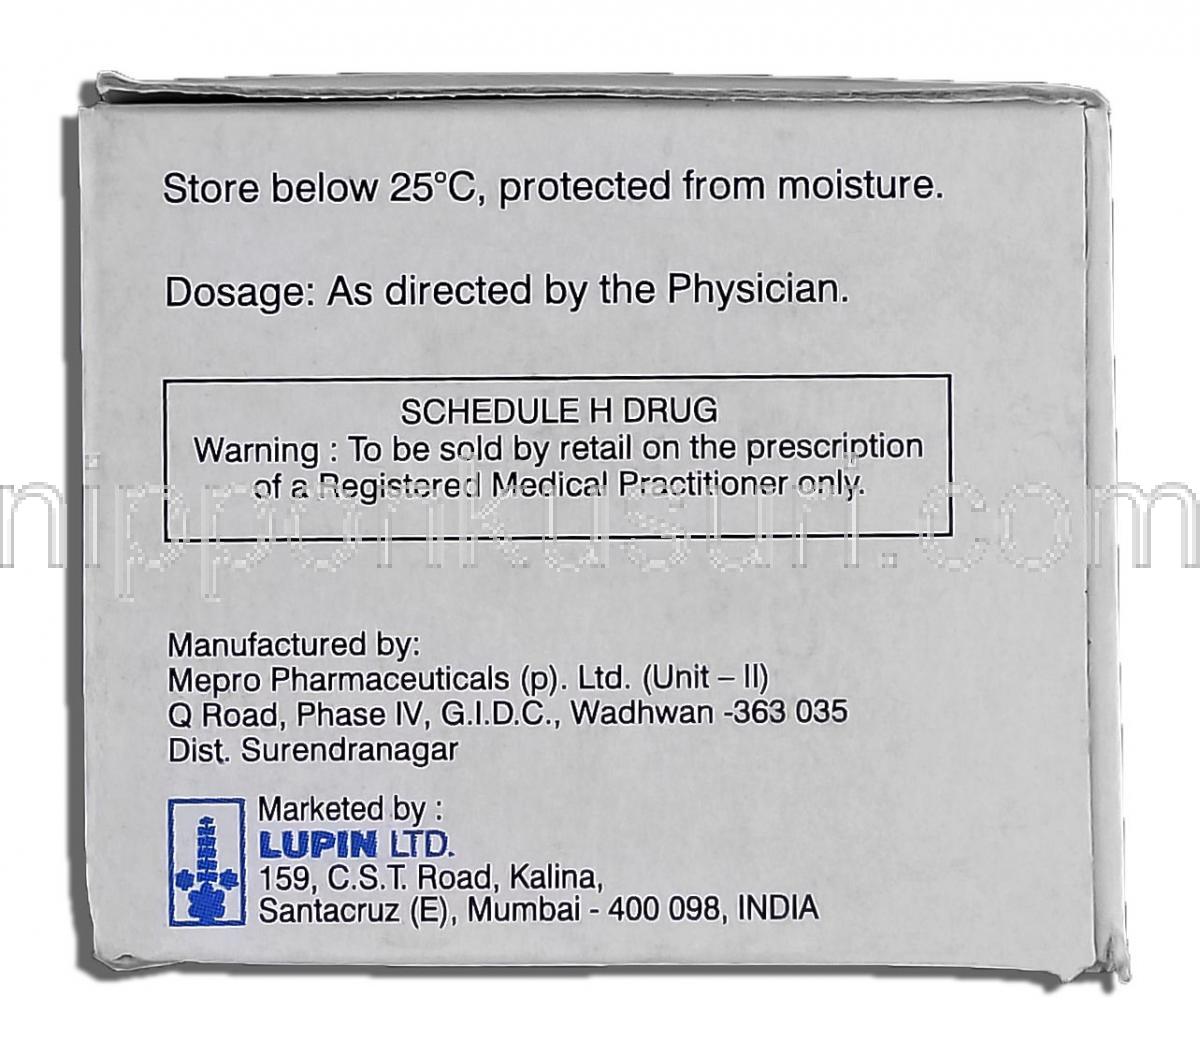 Store below 25°C, protected from moisture.
Dosage: As directed by the Physician.
SCHEDULE H DRUG
Warning : To be sold by retail on the prescription
of a Registered Medical Practitioner only.
nipponkusuri.com
Manufactured by:
Mepro Pharmaceuticals (p). Ltd. (Unit – II)
Q Road, Phase IV, G.I.D.C., Wadhwan -363 035
Dist. Surendranagar
Marketed by :
LUPIN LTD.
159, C.S.T. Road, Kalina,
Santacruz (E), Mumbai - 400 098, INDIA